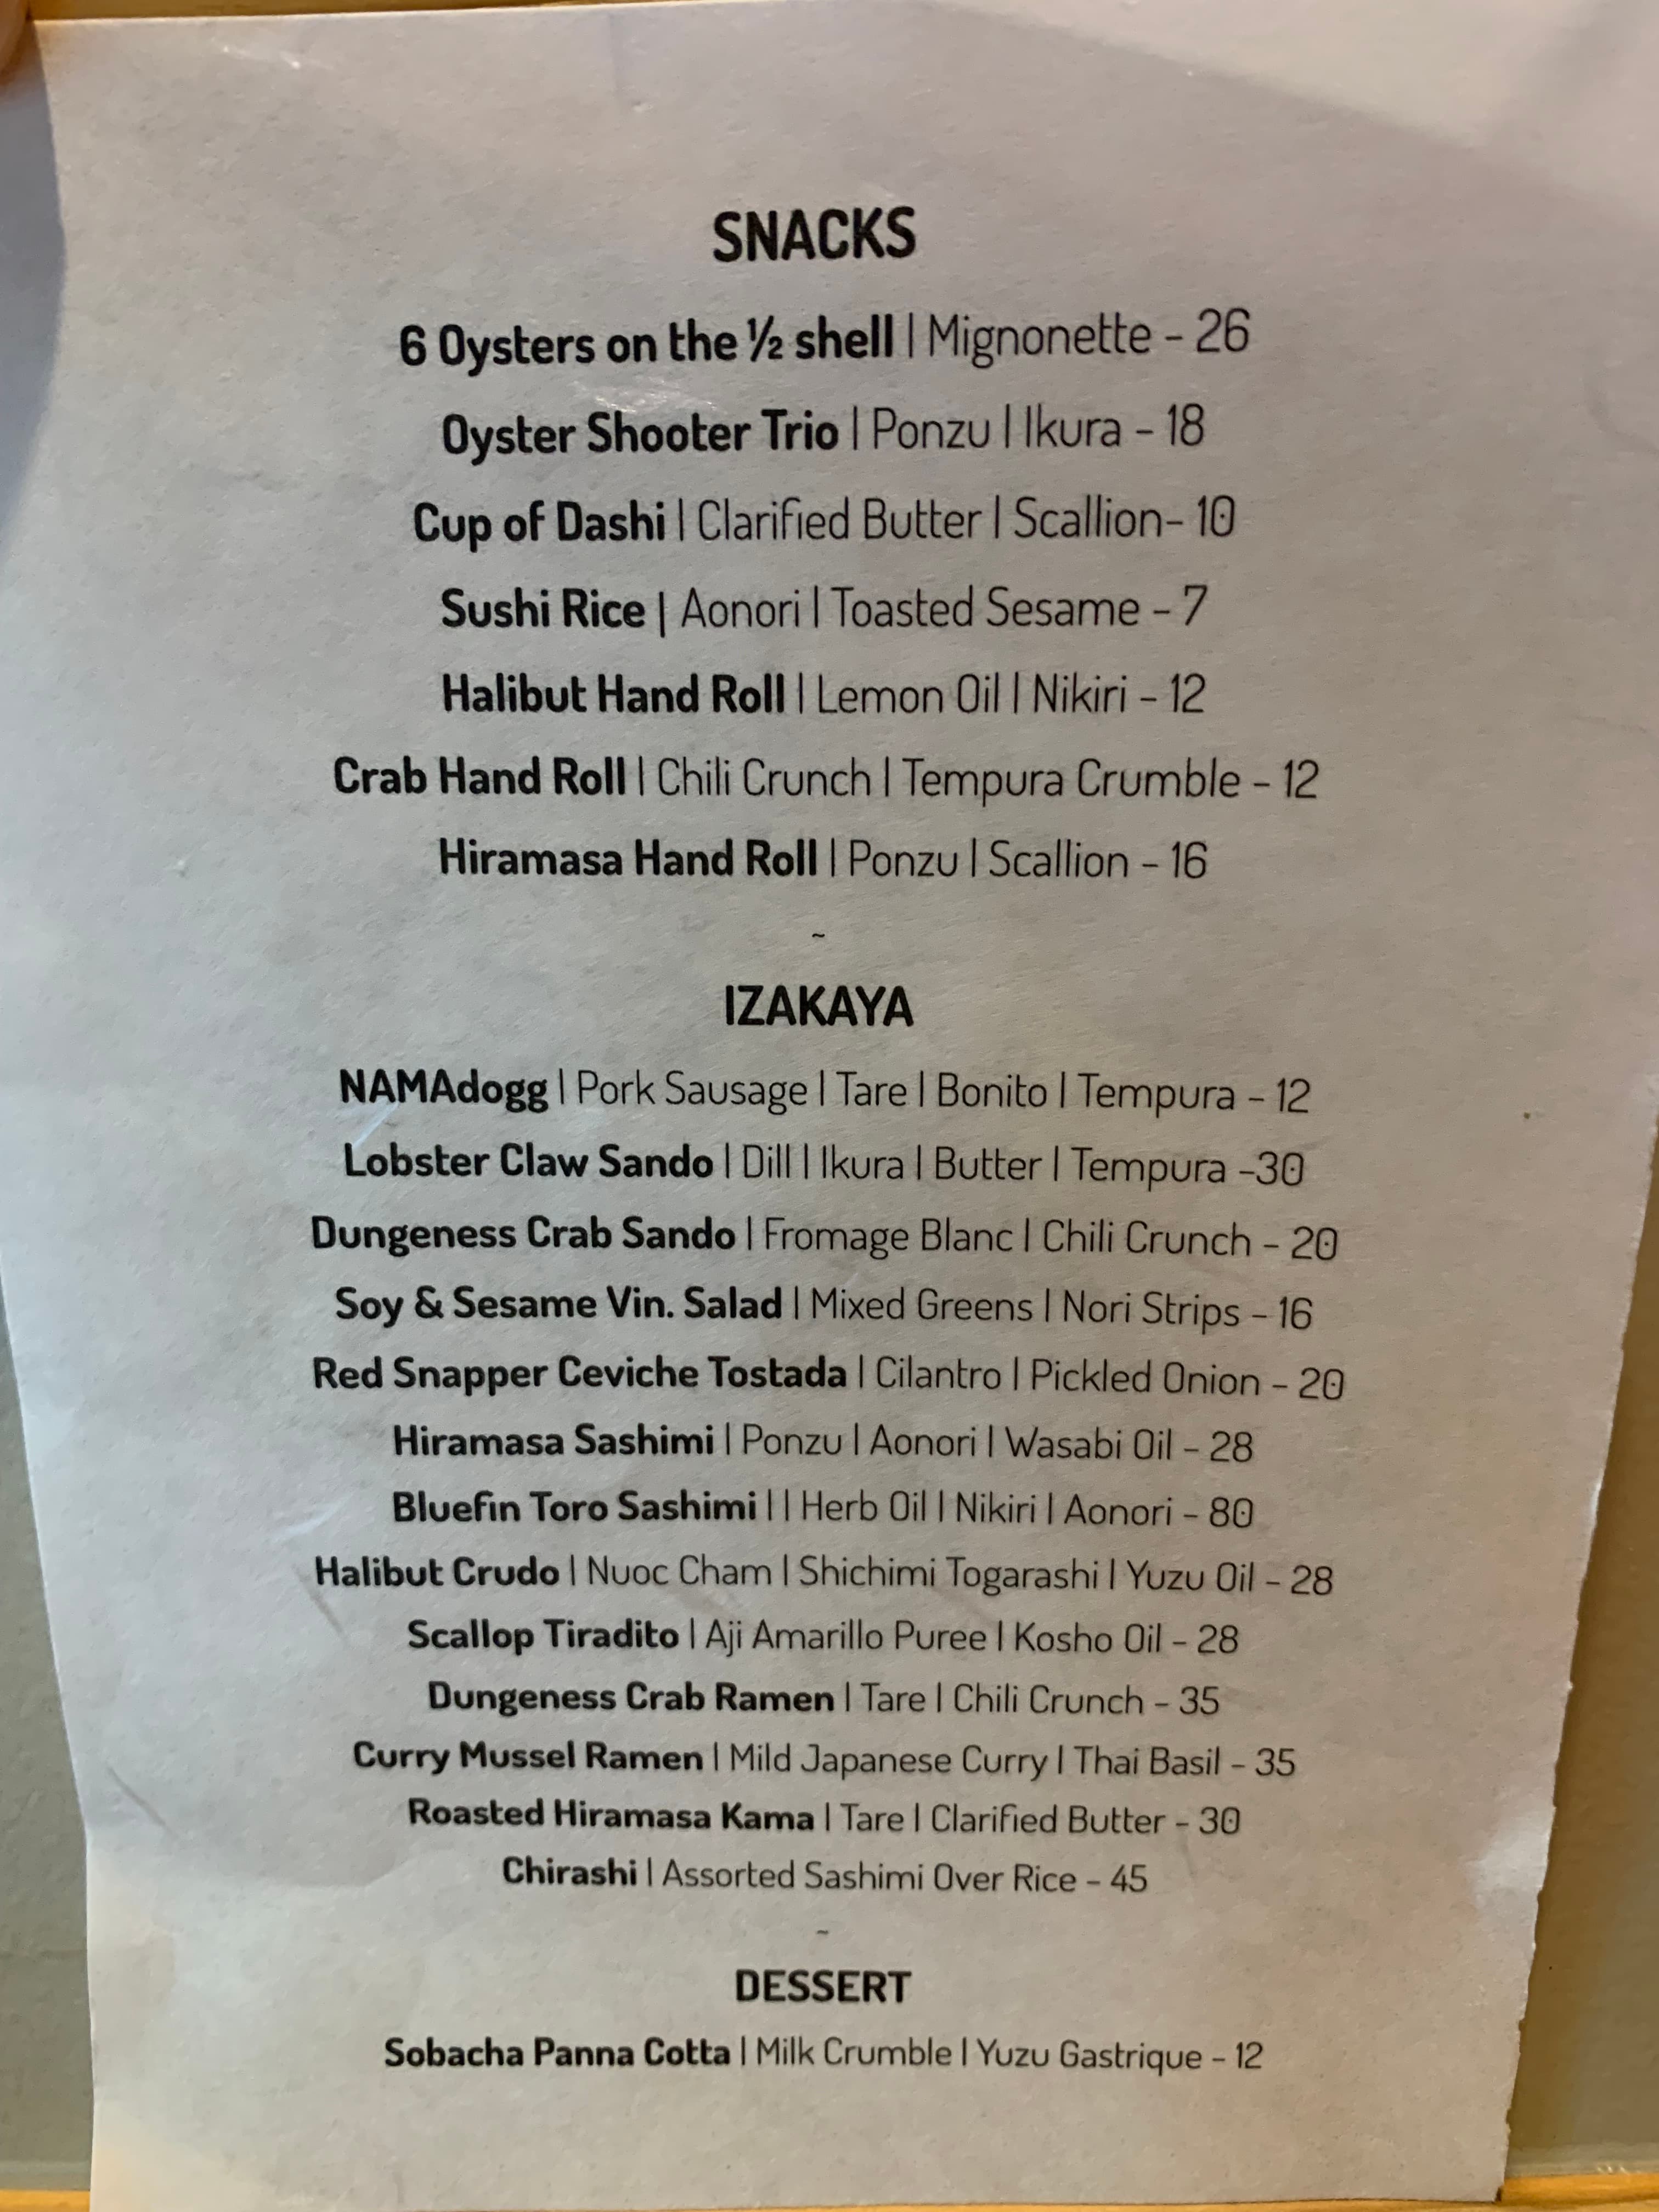 SNACKS
6 Oysters on the ½ shell | Mignonette - 26
Oyster Shooter Trio | Ponzu | Ikura - 18
Cup of Dashi | Clarified Butter | Scallion- 10
Sushi Rice | Aonori | Toasted Sesame - 7
Halibut Hand Roll | Lemon Oil | Nikiri - 12
Crab Hand Roll | Chili Crunch | Tempura Crumble - 12
Hiramasa Hand Roll | Ponzu | Scallion - 16
~
IZAKAYA
NAMAdogg | Pork Sausage | Tare | Bonito | Tempura - 12
Lobster Claw Sando | Dill | Ikura | Butter | Tempura -30
Dungeness Crab Sando | Fromage Blanc | Chili Crunch - 20
Soy & Sesame Vin. Salad | Mixed Greens | Nori Strips - 16
Red Snapper Ceviche Tostada | Cilantro | Pickled Onion - 20
Hiramasa Sashimi | Ponzu | Aonori | Wasabi Oil - 28
Bluefin Toro Sashimi | | Herb Oil | Nikiri | Aonori - 80
Halibut Crudo | Nuoc Cham | Shichimi Togarashi | Yuzu Oil - 28
Scallop Tiradito | Aji Amarillo Puree | Kosho Oil - 28
Dungeness Crab Ramen | Tare | Chili Crunch - 35
Curry Mussel Ramen | Mild Japanese Curry | Thai Basil - 35
Roasted Hiramasa Kama | Tare | Clarified Butter - 30
Chirashi | Assorted Sashimi Over Rice - 45
~
DESSERT
Sobacha Panna Cotta | Milk Crumble | Yuzu Gastrique - 12